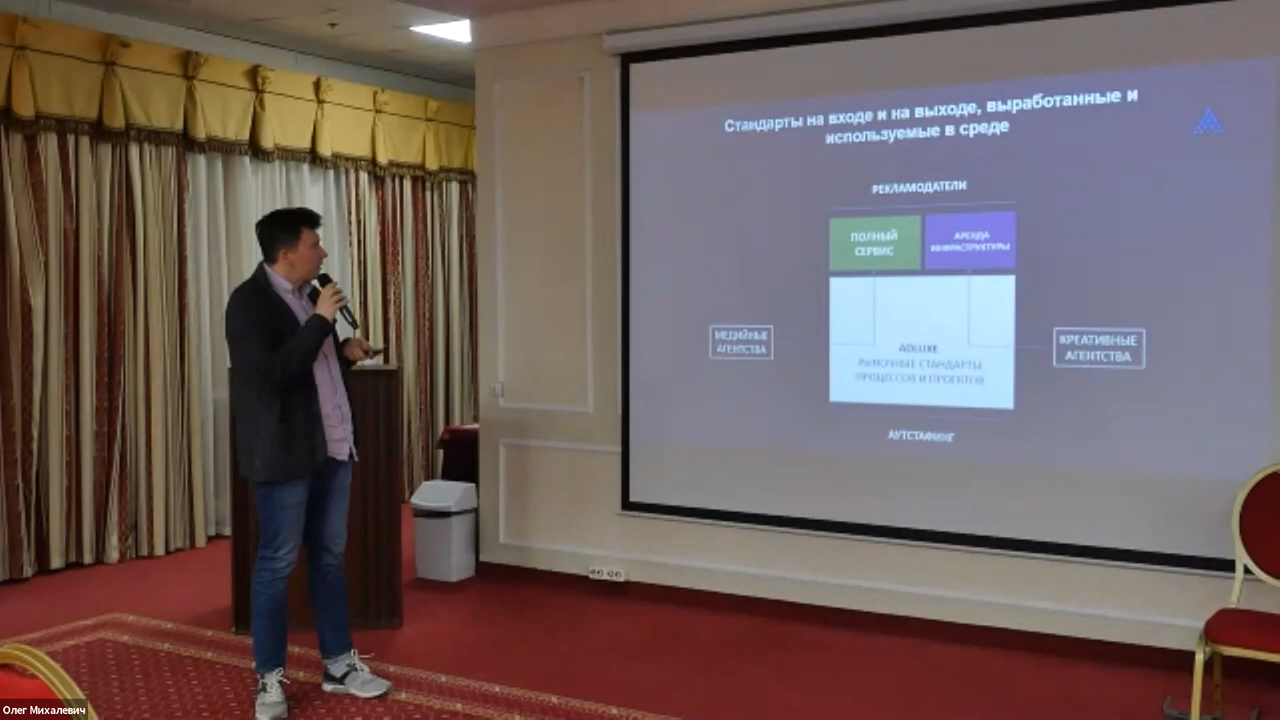 Стандарты на входе и на выходе, выработанные и
используемые в среде
РЕКЛАМОДАТЕЛИ
ПОЛНЫЙ
СЕРВИС
АРЕНДА
ИНФРАСТРУКТУРЫ
МЕДИЙНЫЕ
АГЕНТСТВА
КРЕАТИВНЫЕ
АГЕНТСТВА
ADLUXE
РЫНОЧНЫЕ СТАНДАРТЫ
ПРОЦЕССОВ И ПРОЕКТОВ
АУТСТАФИНГ
Олег Михалевич